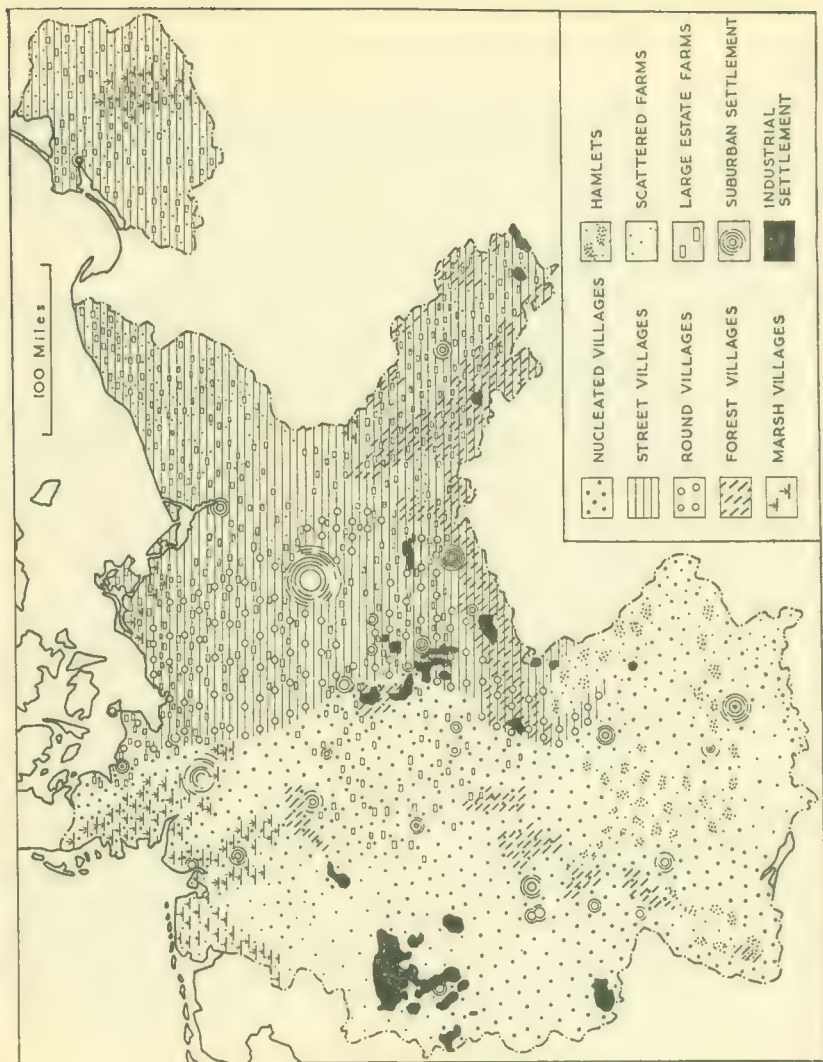 100 Miles
NUCLEATED VILLAGES
STREET VILLAGES
ROUND VILLAGES
FOREST VILLAGES
MARSH VILLAGES
HAMLETS
SCATTERED FARMS
LARGE ESTATE FARMS
SUBURBAN SETTLEMENT
INDUSTRIAL
SETTLEMENT